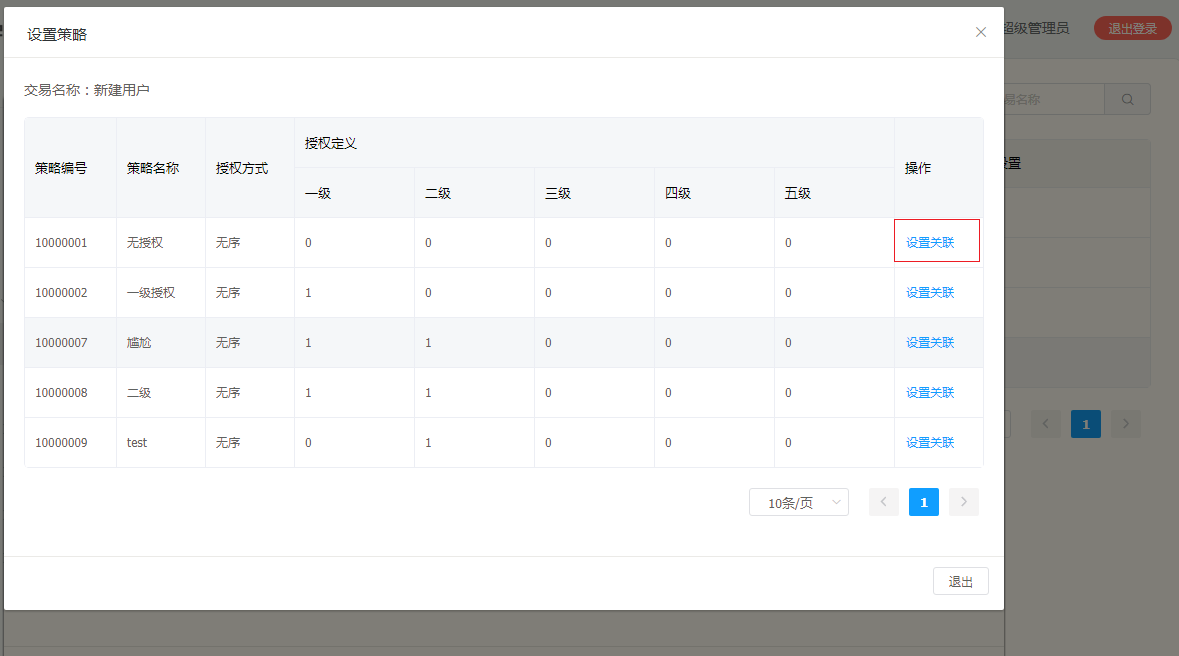 设置策略
超级管理员
退出登录
交易名称：新建用户
易名称
策略编号
策略名称
授权方式
授权定义
操作
置
一级
二级
三级
四级
五级
10000001 无授权 无序 0 0 0 0 0 设置关联
10000002 一级授权 无序 1 0 0 0 0 设置关联
10000007 尴尬 无序 1 1 0 0 0 设置关联
10000008 二级 无序 1 1 0 0 0 设置关联
10000009 test 无序 0 1 0 0 0 设置关联
1
10条/页
1
退出